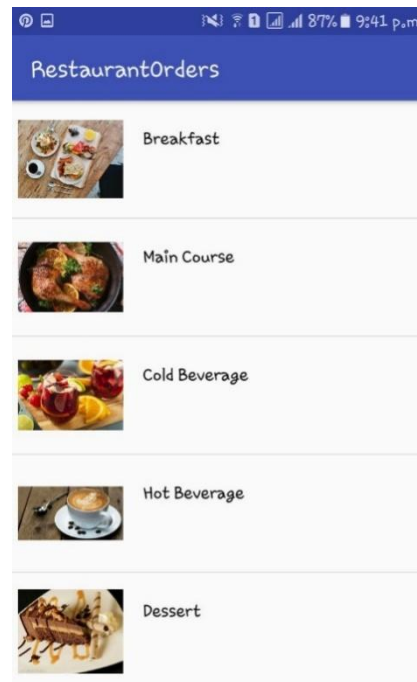 87% 9:41 p.m
RestaurantOrders
Breakfast
Main Course
Cold Beverage
Hot Beverage
Dessert